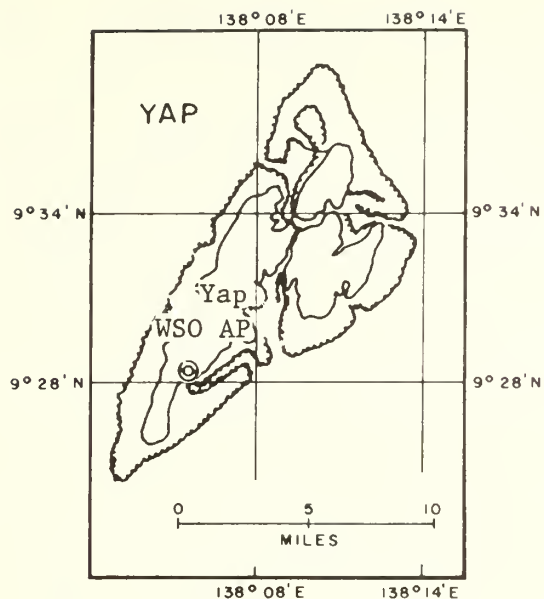 138° 08' E 138° 14' E
YAP
9° 34' N 9° 34' N
Yap
WSO AP
9° 28' N 9° 28' N
0 5 10
MILES
138° 08' E 138° 14' E